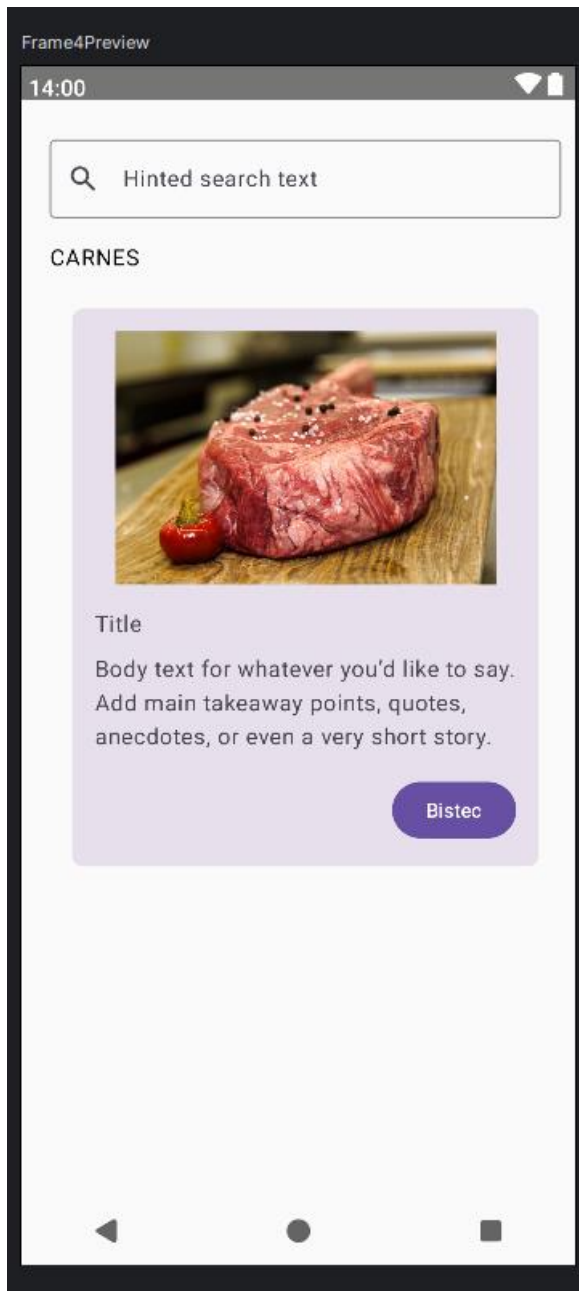 Frame4Preview
14:00
Hinted search text
CARNES
Title
Body text for whatever you’d like to say.
Add main takeaway points, quotes,
anecdotes, or even a very short story.
Bistec